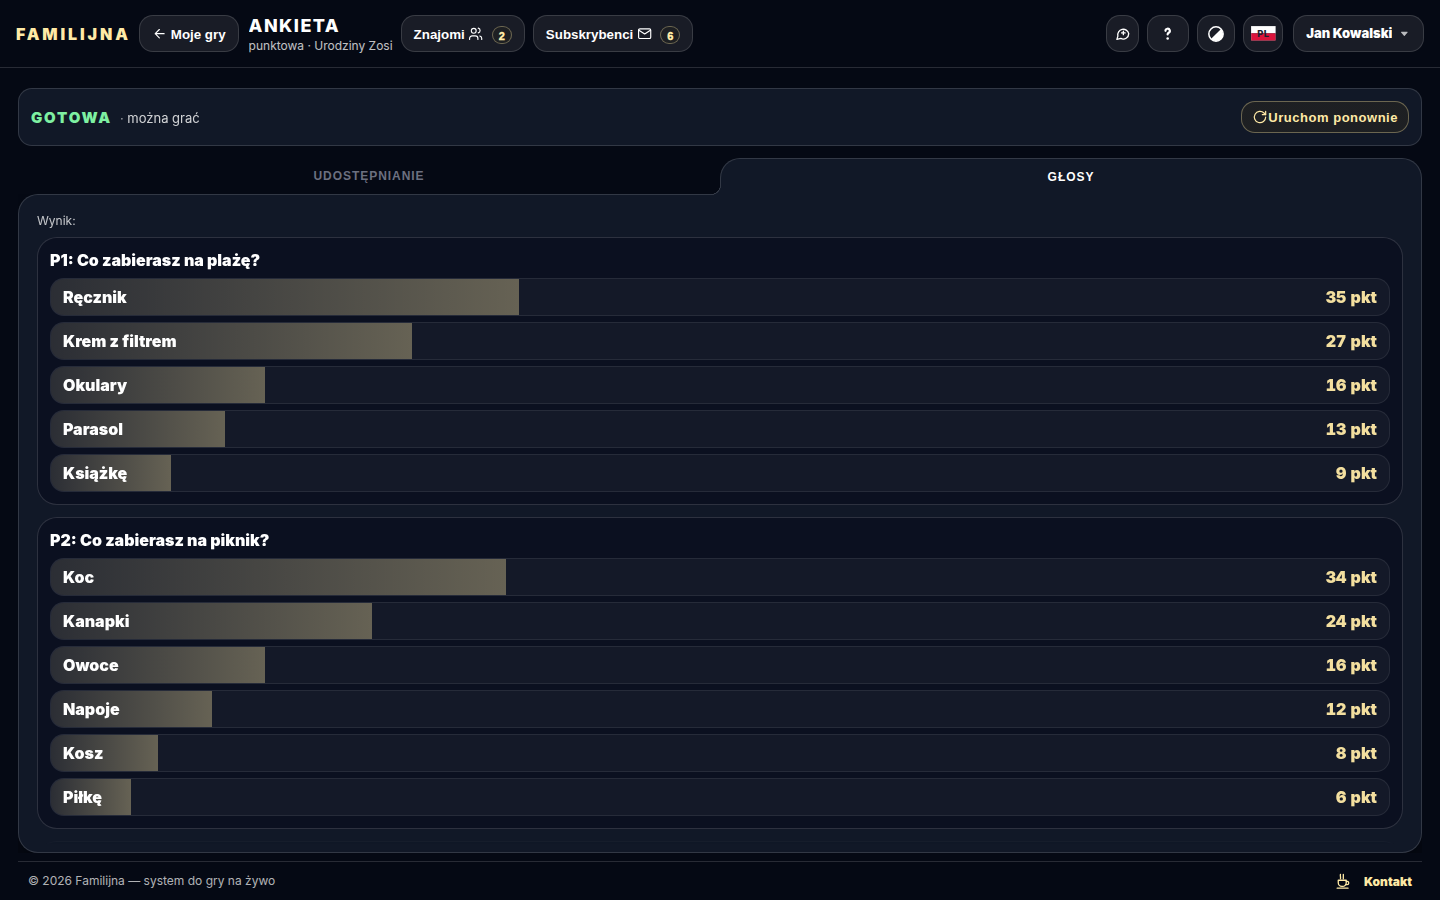 FAMILIJNA
← Moje gry
ANKIETA
punktowa · Urodziny Zosi
Znajomi 2
Subskrybenci 6
?
PL
Jan Kowalski
GOTOWA · można grać
Uruchom ponownie
UDOSTĘPNIANIE
GŁOSY
Wynik:
P1: Co zabierasz na plażę?
Ręcznik 35 pkt
Krem z filtrem 27 pkt
Okulary 16 pkt
Parasol 13 pkt
Książkę 9 pkt
P2: Co zabierasz na piknik?
Koc 34 pkt
Kanapki 24 pkt
Owoce 16 pkt
Napoje 12 pkt
Kosz 8 pkt
Piłkę 6 pkt
© 2026 Familijna — system do gry na żywo
Kontakt